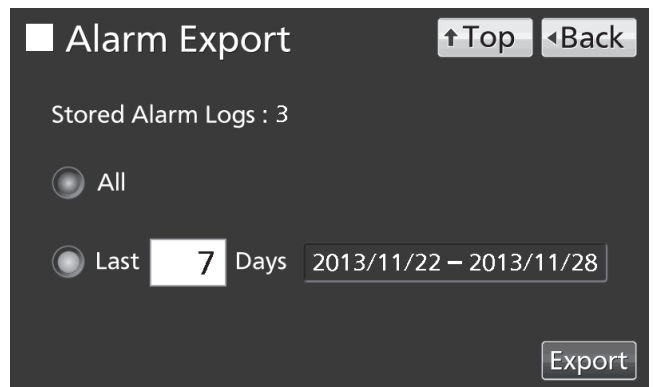 Alarm Export
↑Top
◂Back
Stored Alarm Logs : 3
All
Last 7 Days 2013/11/22 – 2013/11/28
Export